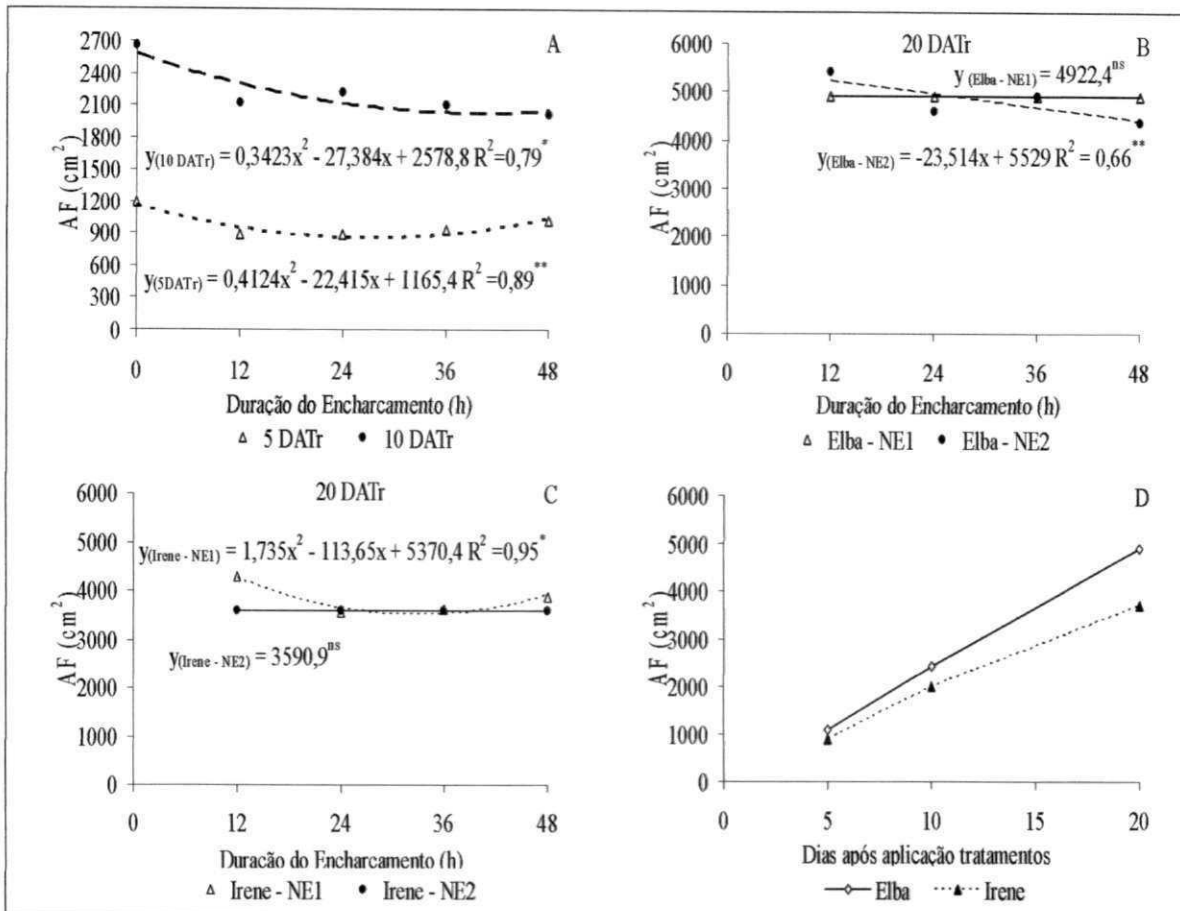 A
2700
2400
2100
1800
1500
1200
900
600
300
0
AF (cm²)
y(10 DATr) = 0,3423x² - 27,384x + 2578,8 R² =0,79*
y(5DATr) = 0,4124x² - 22,415x + 1165,4 R² =0,89**
0 12 24 36 48
Duração do Encharcamento (h)
5 DATr 10 DATr
20 DATr B
6000
5000
4000
3000
2000
1000
0
AF (cm²)
y (Elba - NE1) = 4922,4ns
y(Elba - NE2) = -23,514x + 5529 R² = 0,66**
0 12 24 36 48
Duração do Encharcamento (h)
Elba - NE1 Elba - NE2
20 DATr C
6000
5000
4000
3000
2000
1000
0
AF (cm²)
y(Irene - NE1) = 1,735x² - 113,65x + 5370,4 R² =0,95*
y(Irene - NE2) = 3590,9ns
0 12 24 36 48
Duração do Encharcamento (h)
Irene - NE1 Irene - NE2
D
6000
5000
4000
3000
2000
1000
0
AF (cm²)
0 5 10 15 20
Dias após aplicação tratamentos
Elba Irene